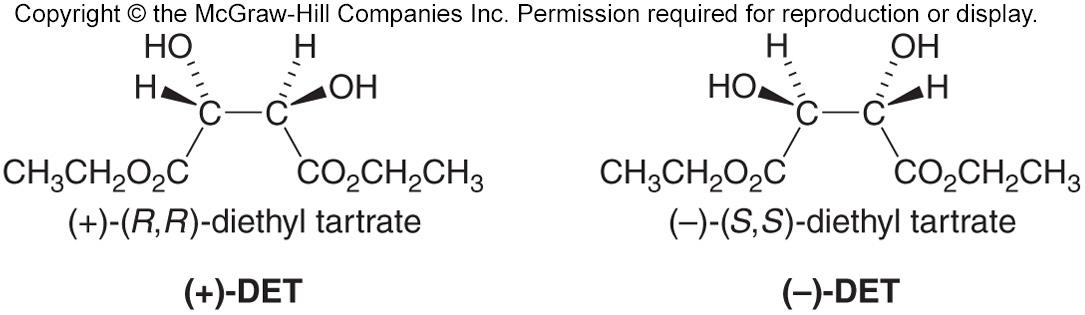 Copyright © the McGraw-Hill Companies Inc. Permission required for reproduction or display.
HO H H OH
H OH HO H
C C C C
CH₃CH₂O₂C CO₂CH₂CH₃ CH₃CH₂O₂C CO₂CH₂CH₃
(+)-(R,R)-diethyl tartrate (–)-(S,S)-diethyl tartrate
(+)-DET (–)-DET